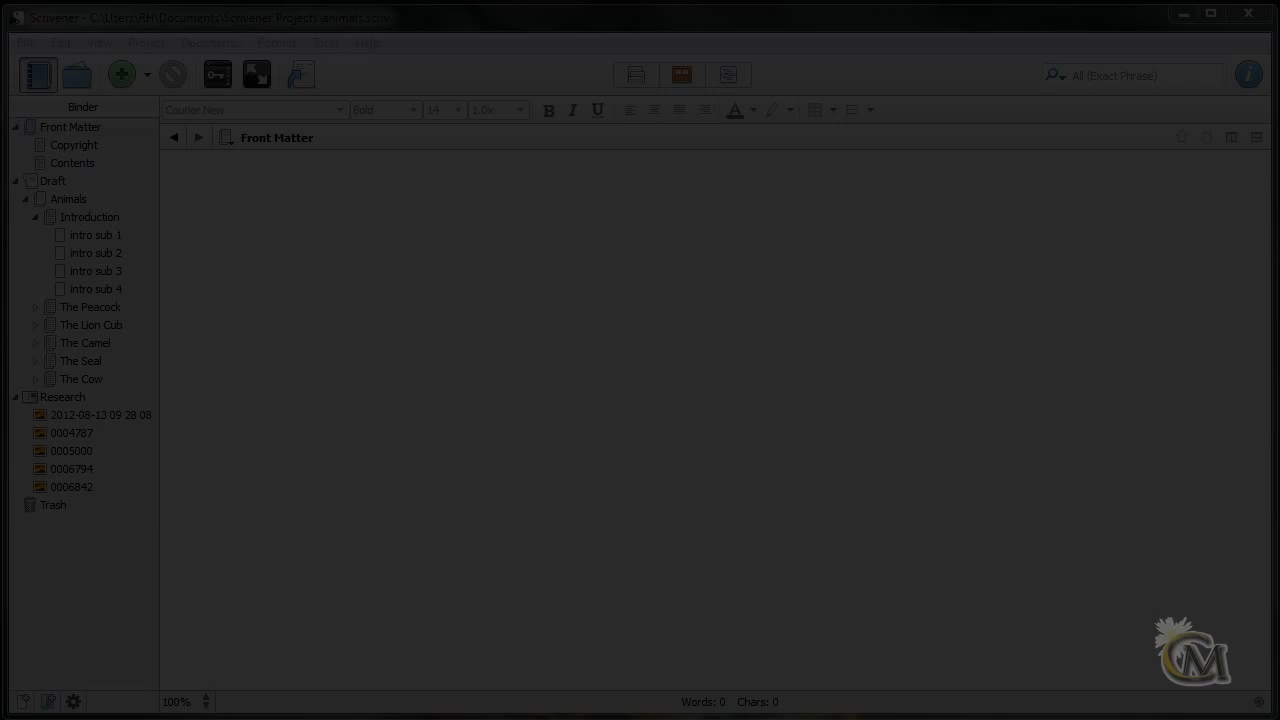 Scrivener - C:\Users\RH\Documents\Scrivener Projects\animals.scriv
File Edit View Project Document Format Tools Help
All (Exact Phrase)
Binder
Courier New Bold 14 1.0x B I U A
Front Matter
Front Matter
Copyright
Contents
Draft
Animals
Introduction
intro sub 1
intro sub 2
intro sub 3
intro sub 4
The Peacock
The Lion Cub
The Camel
The Seal
The Cow
Research
2012-08-13 09 28 08
0004787
0005000
0006794
0006842
Trash
CM
100% Words: 0 Chars: 0